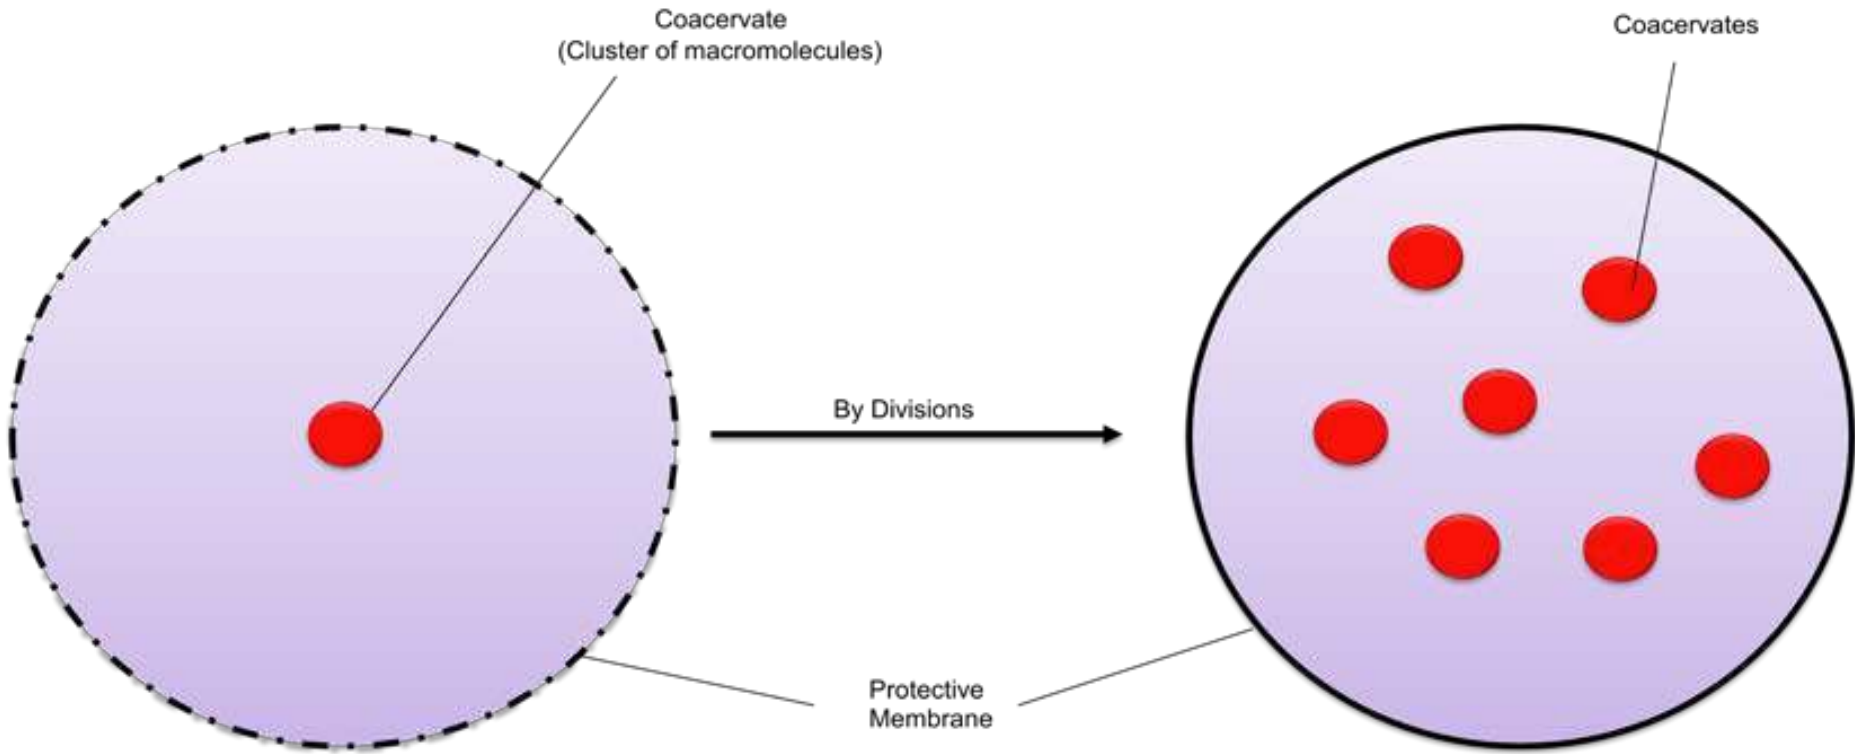 Coacervate
(Cluster of macromolecules)
Coacervates
By Divisions
Protective
Membrane